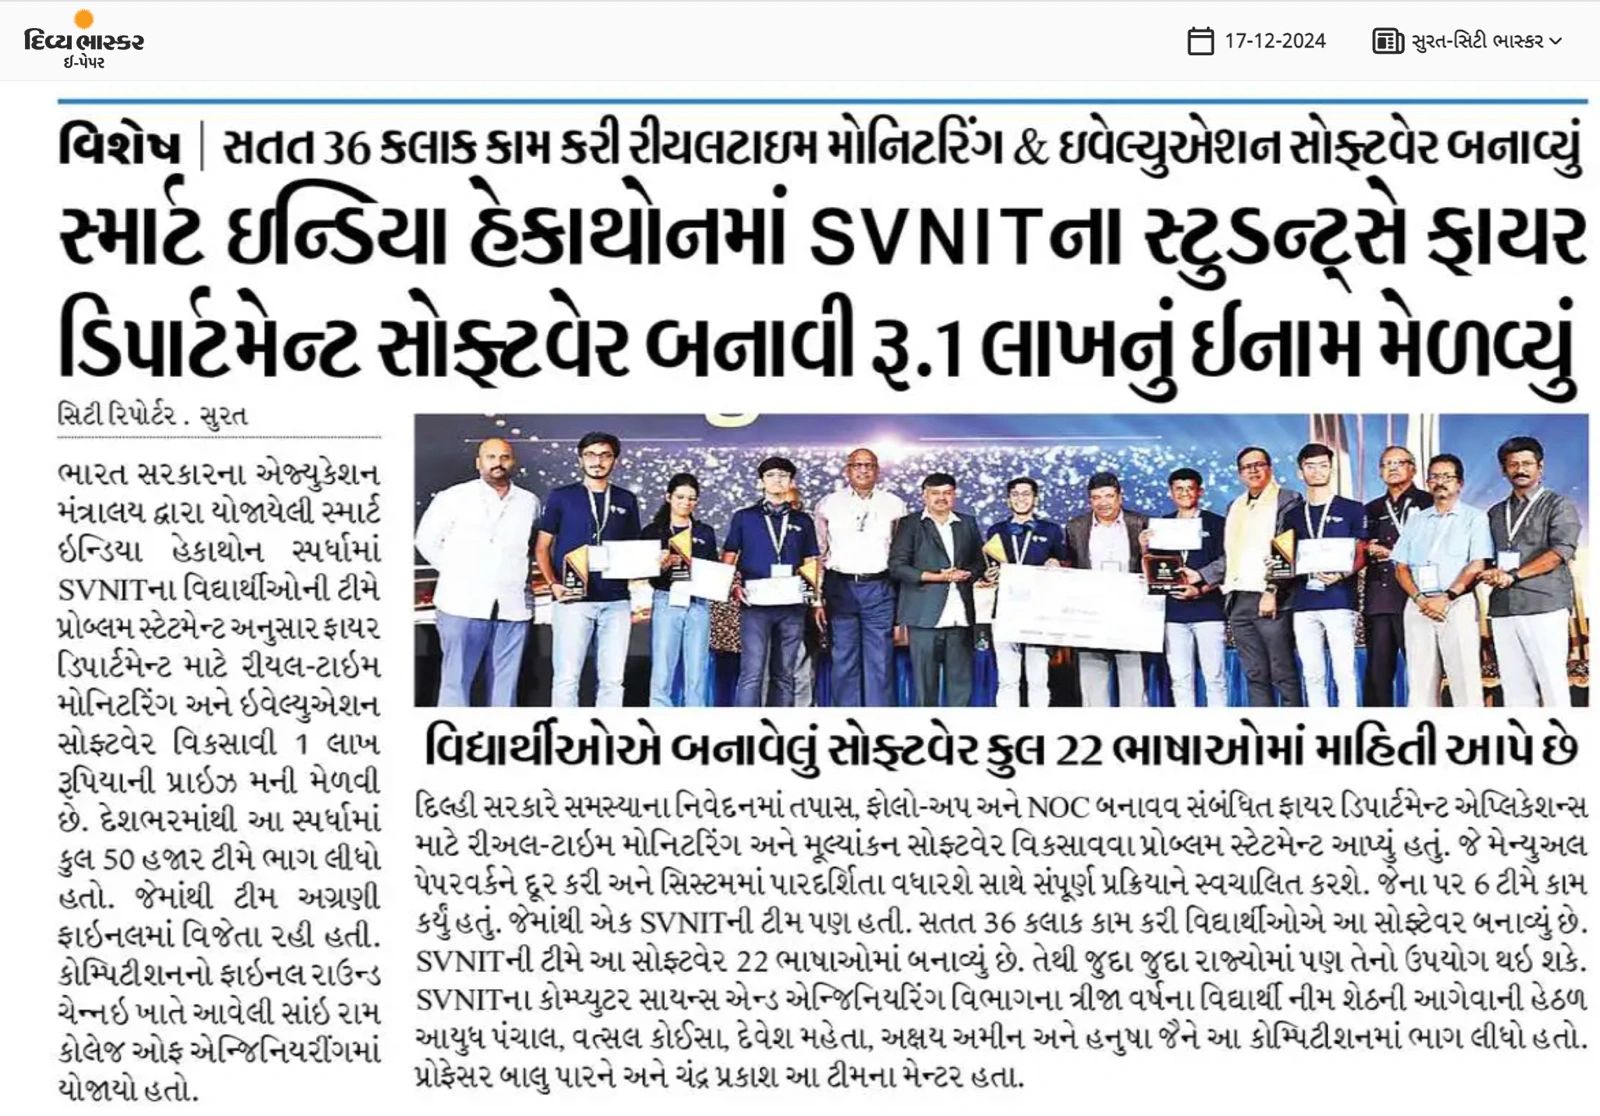 દિવ્ય ભાસ્કર
ઈ-પેપર
17-12-2024
સુરત-સિટી ભાસ્કર
વિશેષ | સતત 36 કલાક કામ કરી રીયલટાઇમ મોનિટરિંગ & ઇવેલ્યુએશન સોફ્ટવેર બનાવ્યું
સ્માર્ટ ઇન્ડિયા હેકાથોનમાં SVNITના સ્ટુડન્ટ્સે ફાયર
ડિપાર્ટમેન્ટ સોફ્ટવેર બનાવી રૂ.1 લાખનું ઈનામ મેળવ્યું
સિટી રિપોર્ટર . સુરત
ભારત સરકારના એજ્યુકેશન
મંત્રાલય દ્વારા યોજાયેલી સ્માર્ટ
ઇન્ડિયા હેકાથોન સ્પર્ધામાં
SVNITના વિદ્યાર્થીઓની ટીમે
પ્રોબ્લમ સ્ટેટમેન્ટ અનુસાર ફાયર
ડિપાર્ટમેન્ટ માટે રીયલ-ટાઇમ
મોનિટરિંગ અને ઇવેલ્યુએશન
સોફ્ટવેર વિકસાવી 1 લાખ
રૂપિયાની પ્રાઇઝ મની મેળવી
છે. દેશભરમાંથી આ સ્પર્ધામાં
કુલ 50 હજાર ટીમે ભાગ લીધો
હતો. જેમાંથી ટીમ અગ્રણી
ફાઇનલમાં વિજેતા રહી હતી.
કોમ્પિટીશનનો ફાઇનલ રાઉન્ડ
ચેન્નઇ ખાતે આવેલી સાંઇ રામ
કોલેજ ઓફ એન્જિનિયરીંગમાં
યોજાયો હતો.
વિદ્યાર્થીઓએ બનાવેલું સોફ્ટવેર કુલ 22 ભાષાઓમાં માહિતી આપે છે
દિલ્હી સરકારે સમસ્યાના નિવેદનમાં તપાસ, ફોલો-અપ અને NOC બનાવવ સંબંધિત ફાયર ડિપાર્ટમેન્ટ એપ્લિકેશન્સ
માટે રીઅલ-ટાઇમ મોનિટરિંગ અને મૂલ્યાંકન સોફ્ટવેર વિકસાવવા પ્રોબ્લમ સ્ટેટમેન્ટ આપ્યું હતું. જે મેન્યુઅલ
પેપરવર્કને દૂર કરી અને સિસ્ટમમાં પારદર્શિતા વધારશે સાથે સંપૂર્ણ પ્રક્રિયાને સ્વચાલિત કરશે. જેના પર 6 ટીમે કામ
કર્યું હતું. જેમાંથી એક SVNITની ટીમ પણ હતી. સતત 36 કલાક કામ કરી વિદ્યાર્થીઓએ આ સોફ્ટેવર બનાવ્યું છે.
SVNITની ટીમે આ સોફ્ટવેર 22 ભાષાઓમાં બનાવ્યું છે. તેથી જુદા જુદા રાજ્યોમાં પણ તેનો ઉપયોગ થઇ શકે.
SVNITના કોમ્પ્યુટર સાયન્સ એન્ડ એન્જિનિયરિંગ વિભાગના ત્રીજા વર્ષના વિદ્યાર્થી નીમ શેઠની આગેવાની હેઠળ
આયુધ પંચાલ, વત્સલ કોઈસા, દેવેશ મહેતા, અક્ષય અમીન અને હનુષા જૈને આ કોમ્પિટીશનમાં ભાગ લીધો હતો.
પ્રોફેસર બાલુ પારને અને ચંદ્ર પ્રકાશ આ ટીમના મેન્ટર હતા.